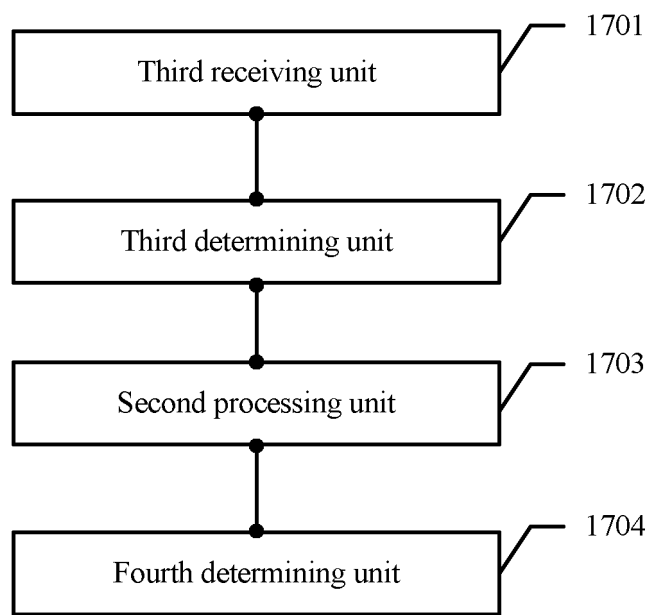 1701
Third receiving unit
1702
Third determining unit
1703
Second processing unit
1704
Fourth determining unit